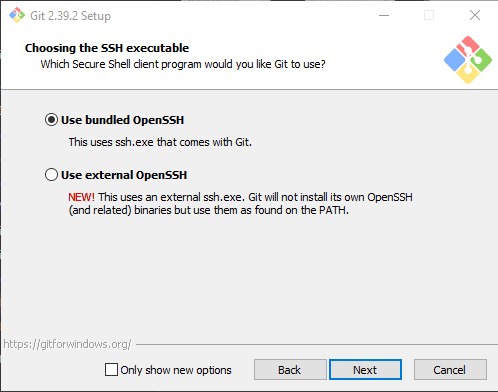 Git 2.39.2 Setup
Choosing the SSH executable
Which Secure Shell client program would you like Git to use?
Use bundled OpenSSH
This uses ssh.exe that comes with Git.
Use external OpenSSH
NEW! This uses an external ssh.exe. Git will not install its own OpenSSH
(and related) binaries but use them as found on the PATH.
https://gitforwindows.org/
Only show new options
Back
Next
Cancel